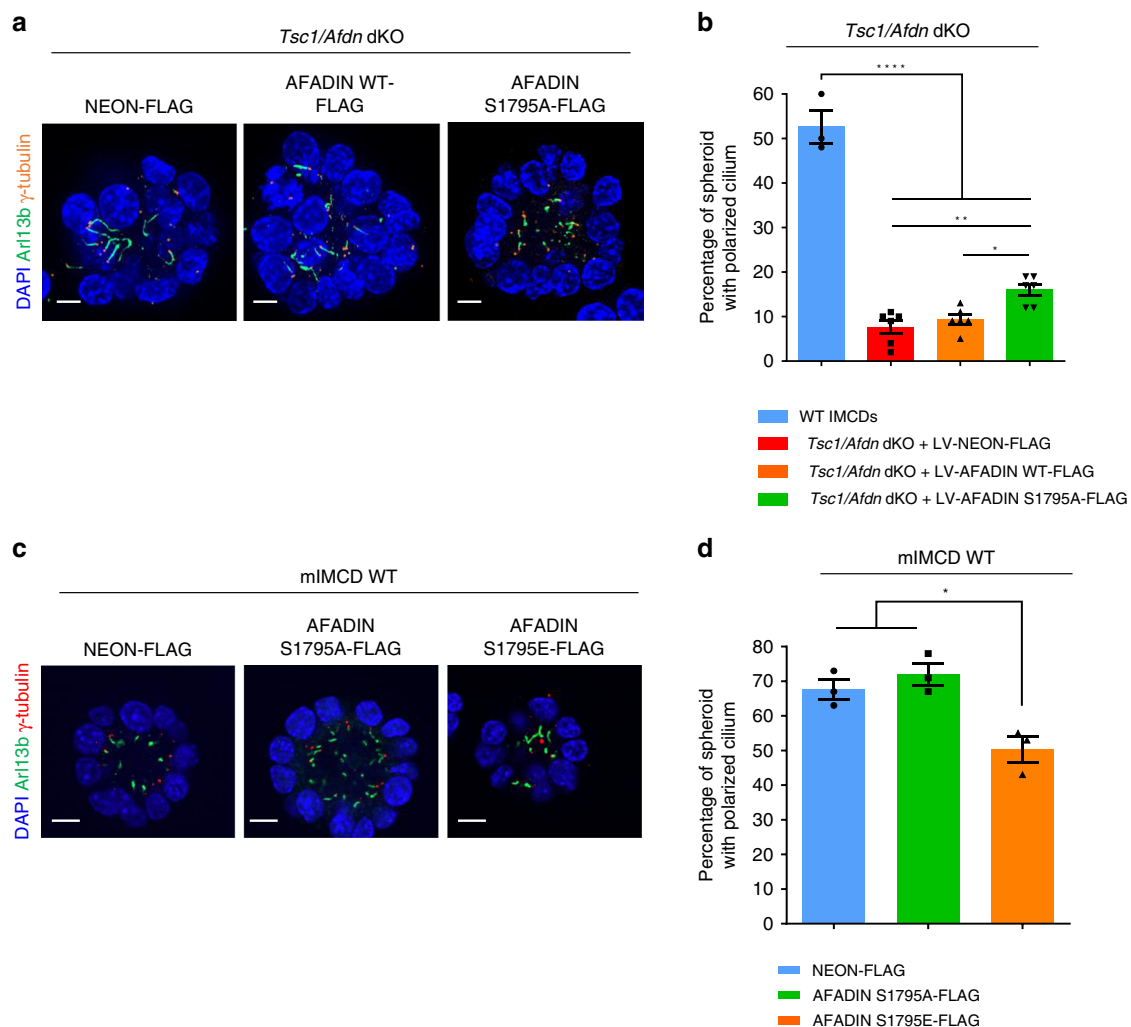 a
Tsc1/Afdn dKO
NEON-FLAG
AFADIN WT-
FLAG
AFADIN
S1795A-FLAG
DAPI Arl13b γ-tubulin
b
Tsc1/Afdn dKO
****
**
*
Percentage of spheroid
with polarized cilium
60
50
40
30
20
10
0
WT IMCDs
Tsc1/Afdn dKO + LV-NEON-FLAG
Tsc1/Afdn dKO + LV-AFADIN WT-FLAG
Tsc1/Afdn dKO + LV-AFADIN S1795A-FLAG
c
mIMCD WT
NEON-FLAG
AFADIN
S1795A-FLAG
AFADIN
S1795E-FLAG
DAPI Arl13b γ-tubulin
d
mIMCD WT
*
Percentage of spheroid
with polarized cilium
80
70
60
50
40
30
20
10
0
NEON-FLAG
AFADIN S1795A-FLAG
AFADIN S1795E-FLAG